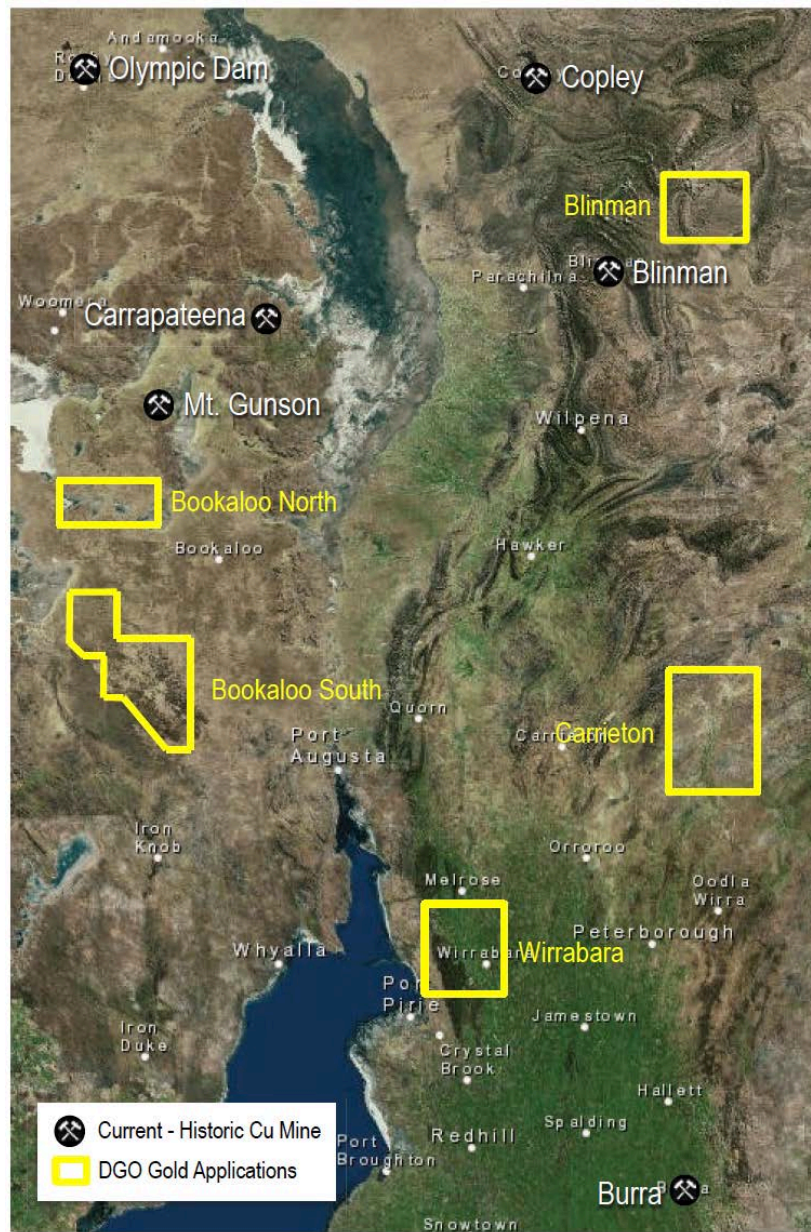 Andamooka
Olympic Dam
Copley
Blinman
Blinman
Parachilna
Woomera
Carrapateena
Mt. Gunson
Wilpena
Bookaloo North
Bookaloo
Hawker
Bookaloo South
Quorn
Carrieton
Port
Augusta
Iron
Knob
Orroroo
Melrose
Oodla
Wirra
Peterborough
Whyalla
Wirrabara
Wirrabara
Port
Pirie
Jamestown
Iron
Duke
Crystal
Brook
Hallett
Current - Historic Cu Mine
DGO Gold Applications
Spalding
Redhill
Port
Broughton
Burra
Snowtown